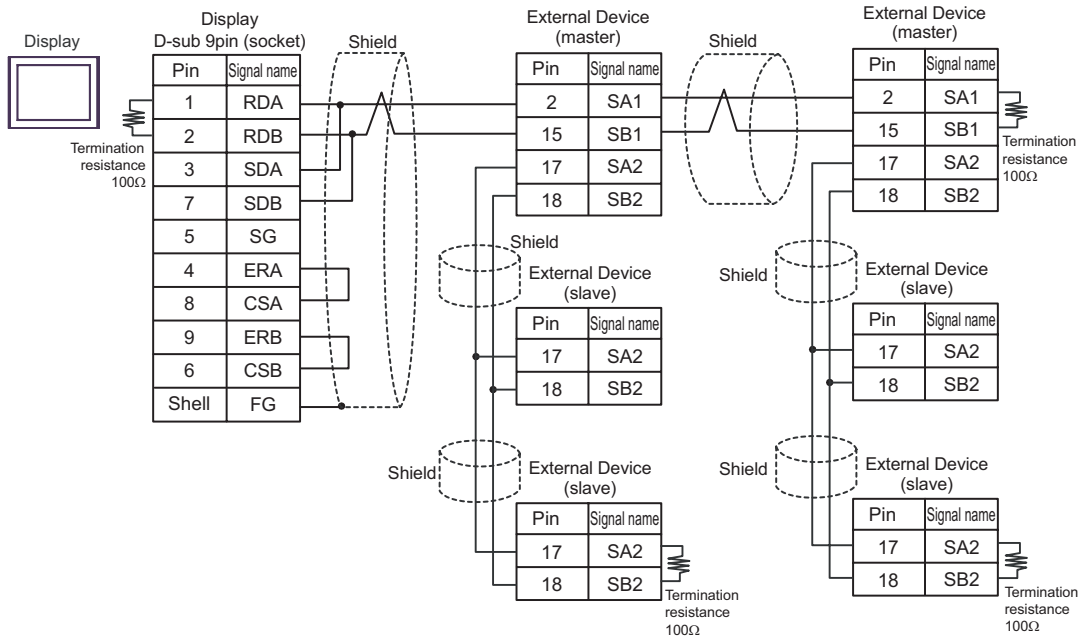 Display
Display
D-sub 9pin (socket)
Pin Signal name
1 RDA
2 RDB
3 SDA
7 SDB
5 SG
4 ERA
8 CSA
9 ERB
6 CSB
Shell FG
Termination
resistance
100Ω
Shield
External Device
(master)
Pin Signal name
2 SA1
15 SB1
17 SA2
18 SB2
Shield
External Device
(master)
Pin Signal name
2 SA1
15 SB1
17 SA2
18 SB2
Termination
resistance
100Ω
Shield
External Device
(slave)
Pin Signal name
17 SA2
18 SB2
Shield
External Device
(slave)
Pin Signal name
17 SA2
18 SB2
Shield
External Device
(slave)
Pin Signal name
17 SA2
18 SB2
Termination
resistance
100Ω
Shield
External Device
(slave)
Pin Signal name
17 SA2
18 SB2
Termination
resistance
100Ω